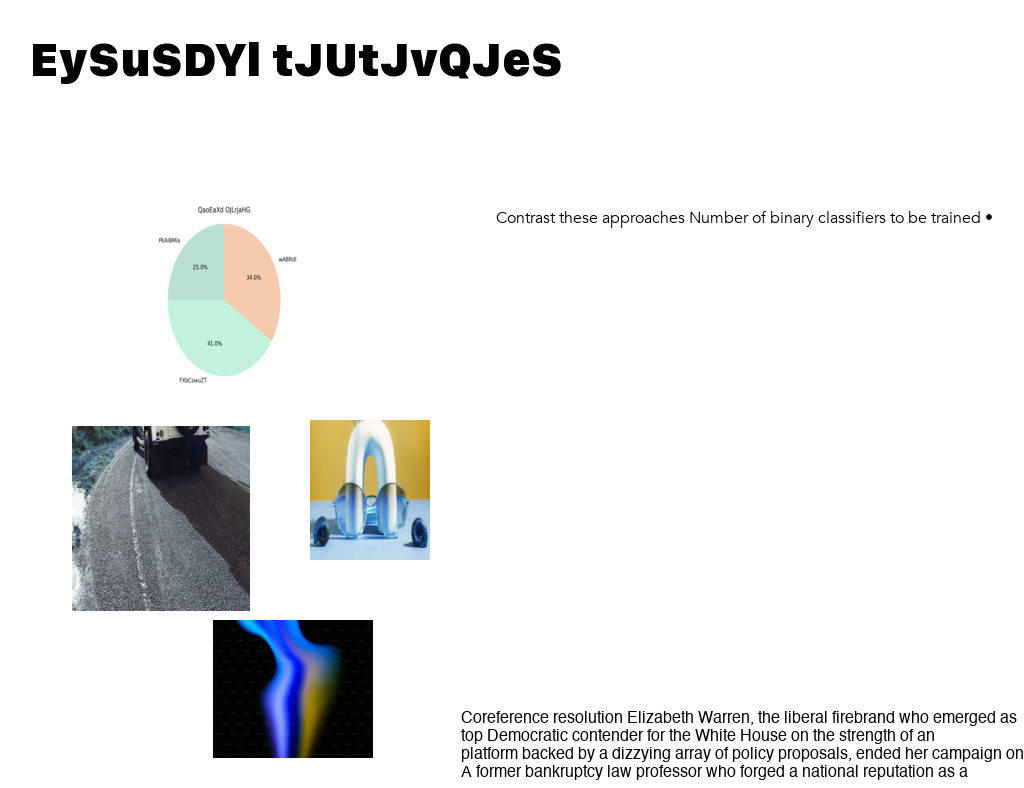 EySuSDYl tJUtJvQJeS
QaoEaXd OJLrjaHG
PkAiBMla
25.0%
34.0%
wABRdI
41.0%
FXbCswuZT
Contrast these approaches Number of binary classifiers to be trained •
Coreference resolution Elizabeth Warren, the liberal firebrand who emerged as
top Democratic contender for the White House on the strength of an
platform backed by a dizzying array of policy proposals, ended her campaign on
A former bankruptcy law professor who forged a national reputation as a